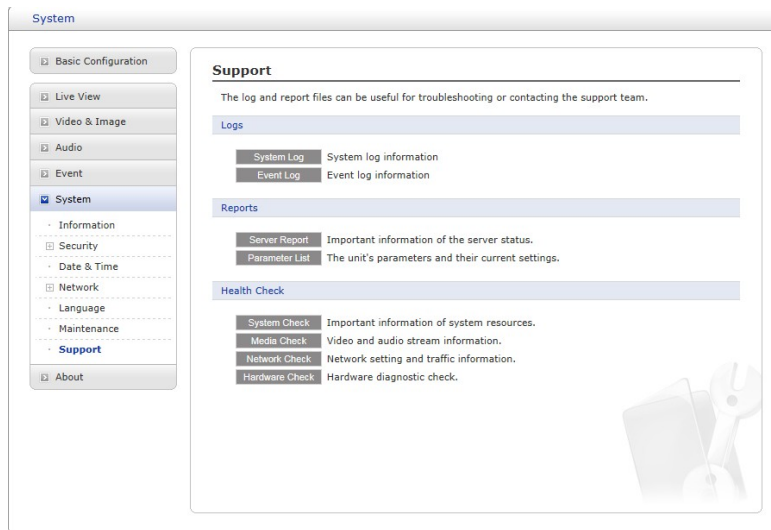 System
Basic Configuration
Live View
Video & Image
Audio
Event
System
Information
Security
Date & Time
Network
Language
Maintenance
Support
About
Support
The log and report files can be useful for troubleshooting or contacting the support team.
Logs
System Log System log information
Event Log Event log information
Reports
Server Report Important information of the server status.
Parameter List The unit's parameters and their current settings.
Health Check
System Check Important information of system resources.
Media Check Video and audio stream information.
Network Check Network setting and traffic information.
Hardware Check Hardware diagnostic check.